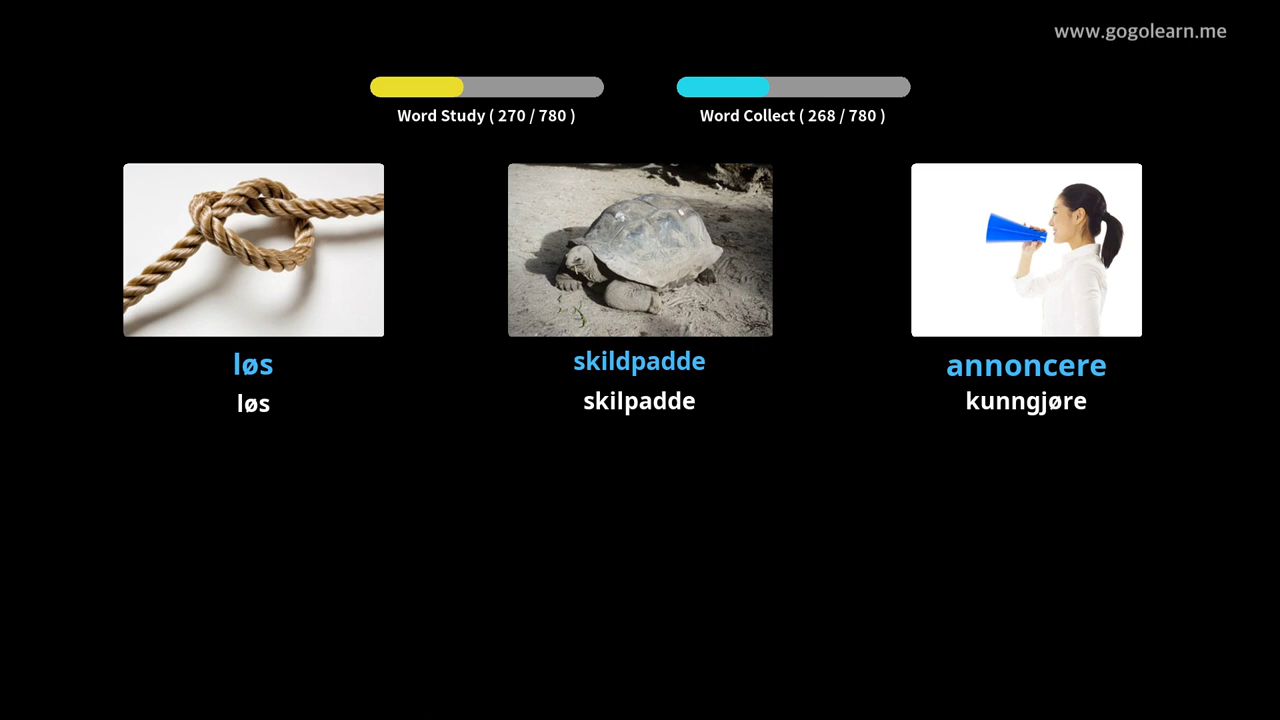 www.gogolearn.me
Word Study ( 270 / 780 )
Word Collect ( 268 / 780 )
løs
løs
skildpadde
skilpadde
annoncere
kunngjøre